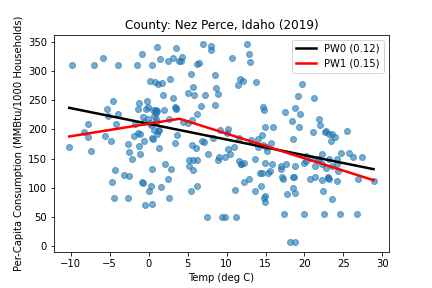 County: Nez Perce, Idaho (2019)
Per-Capita Consumption (MMBtu/1000 Households)
350
300
250
200
150
100
50
0
PW0 (0.12)
PW1 (0.15)
−10 −5 0 5 10 15 20 25 30
Temp (deg C)